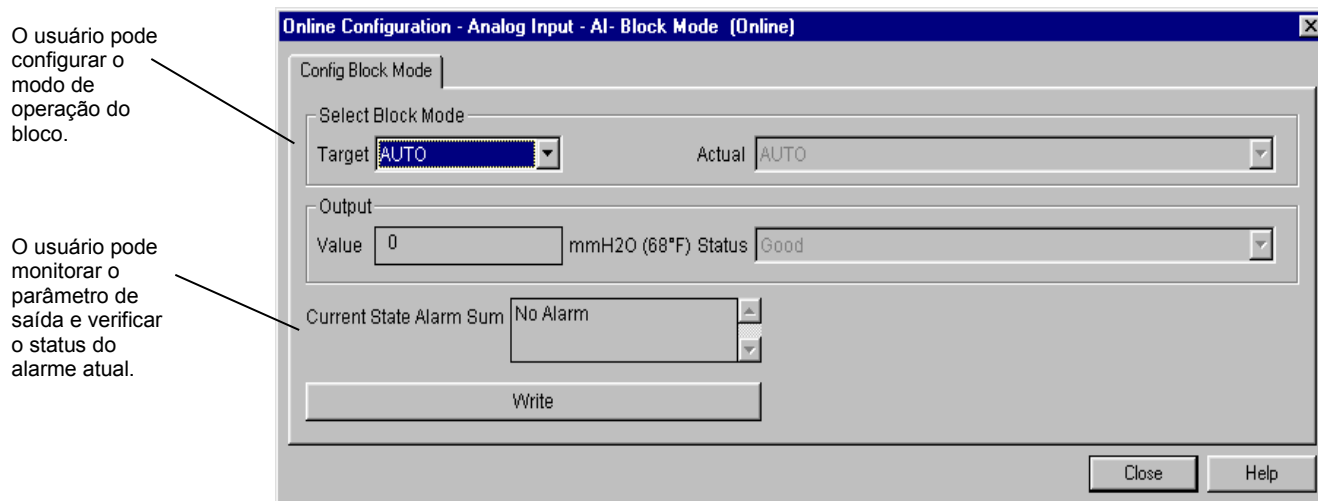 O usuário pode
configurar o
modo de
operação do
bloco.
O usuário pode
monitorar o
parâmetro de
saída e verificar
o status do
alarme atual.
Online Configuration - Analog Input - AI- Block Mode (Online)
Config Block Mode
Select Block Mode
Target AUTO Actual AUTO
Output
Value 0 mmH2O (68°F) Status Good
Current State Alarm Sum No Alarm
Write
Close Help